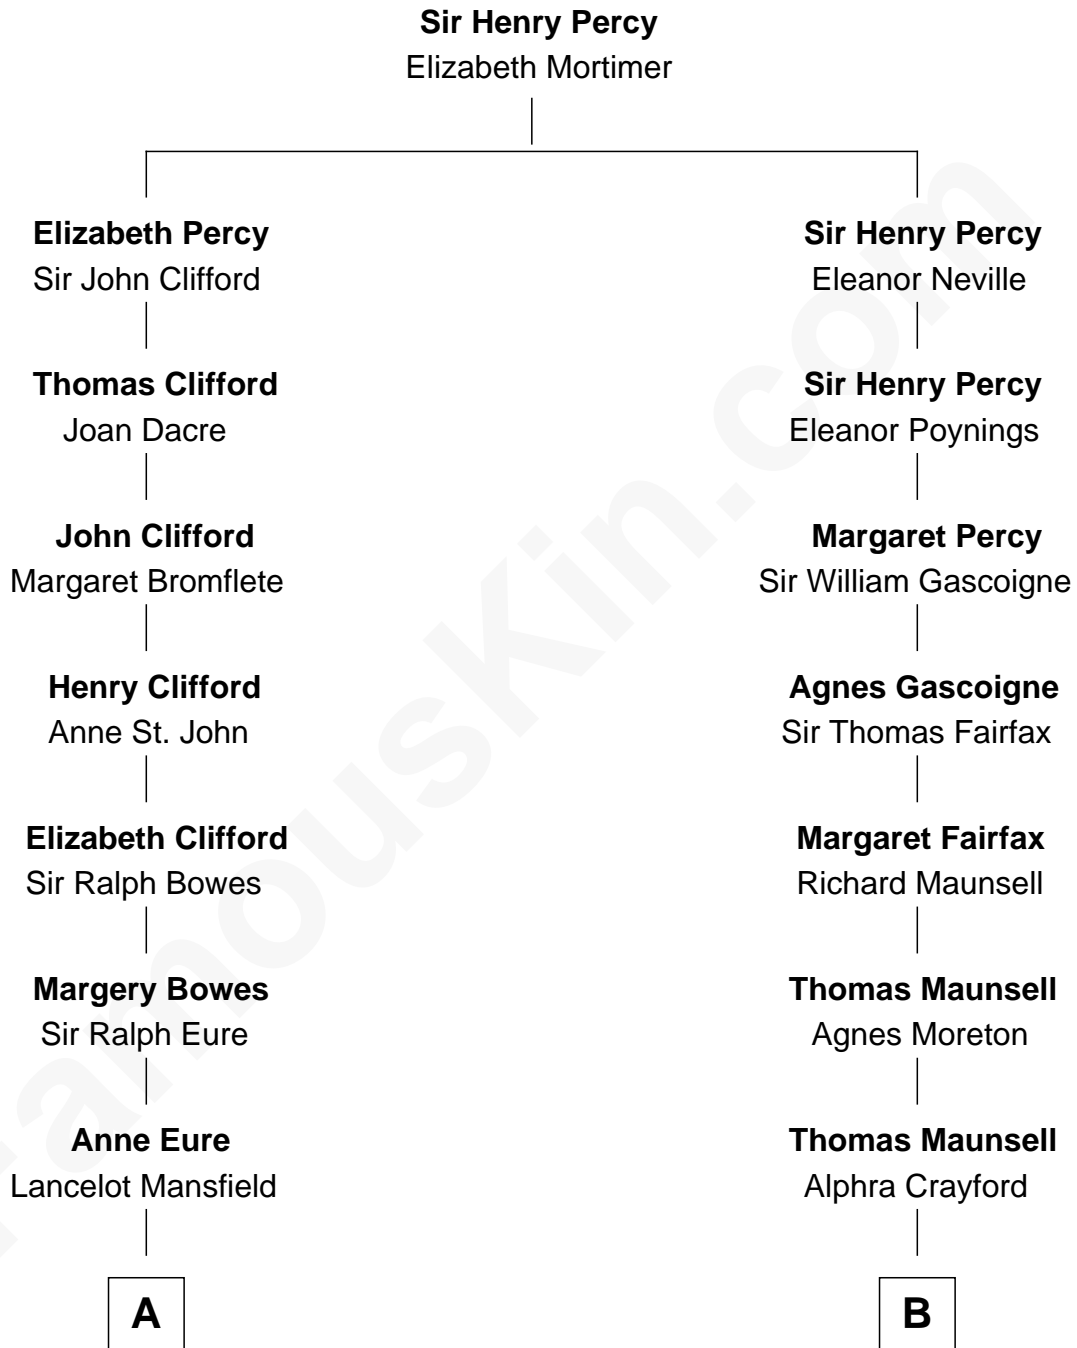 Sir Henry Percy
Elizabeth Mortimer
Elizabeth Percy
Sir John Clifford
Thomas Clifford
Joan Dacre
John Clifford
Margaret Bromflete
Henry Clifford
Anne St. John
Elizabeth Clifford
Sir Ralph Bowes
Margery Bowes
Sir Ralph Eure
Anne Eure
Lancelot Mansfield
A
Sir Henry Percy
Eleanor Neville
Sir Henry Percy
Eleanor Poynings
Margaret Percy
Sir William Gascoigne
Agnes Gascoigne
Sir Thomas Fairfax
Margaret Fairfax
Richard Maunsell
Thomas Maunsell
Agnes Moreton
Thomas Maunsell
Alphra Crayford
B
FamousKin.com